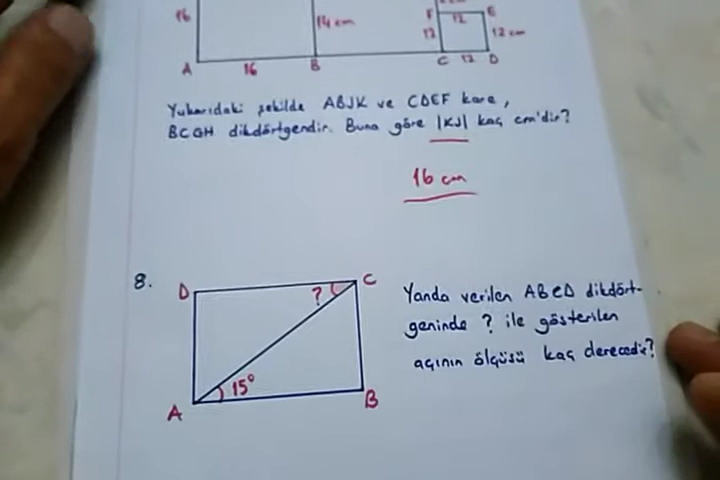 16
14 cm
F 12 E
12
12 cm
A 16 B C 12 D
Yukarıdaki şekilde ABJK ve CDEF kare,
BCGH dikdörtgendir. Buna göre |KJ| kaç cm'dir?
16 cm
8.
D C
?
15°
A B
Yanda verilen ABCD dikdört-
geninde ? ile gösterilen
açının ölçüsü kaç derecedir?